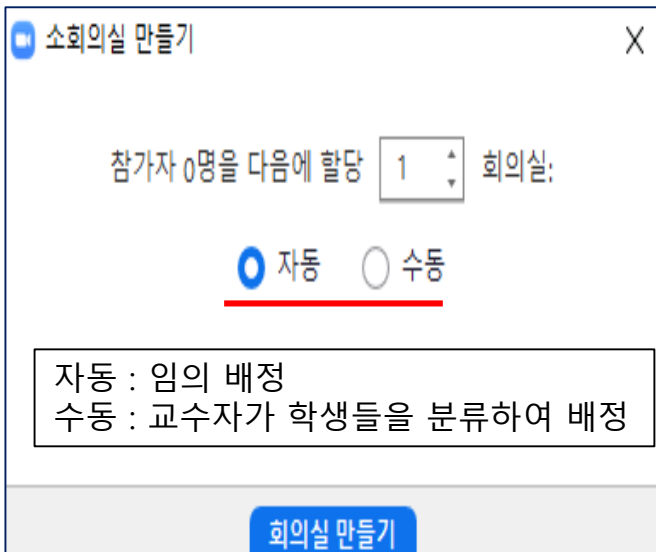 소회의실 만들기
참가자 0명을 다음에 할당 1 회의실:
자동 수동
자동 : 임의 배정
수동 : 교수자가 학생들을 분류하여 배정
회의실 만들기